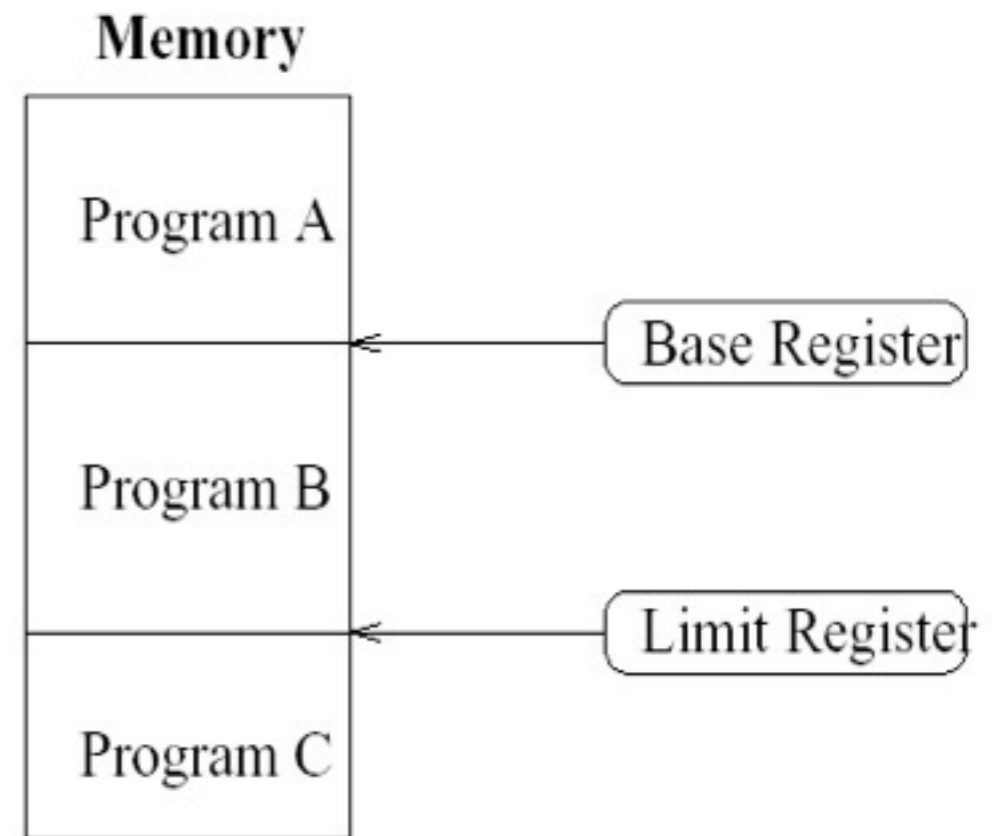 Memory
Program A
Base Register
Program B
Limit Register
Program C